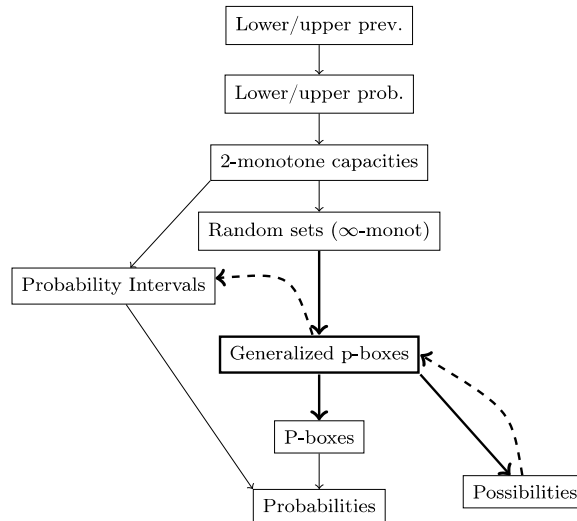 Lower/upper prev.
Lower/upper prob.
2-monotone capacities
Random sets (∞-monot)
Probability Intervals
Generalized p-boxes
P-boxes
Possibilities
Probabilities